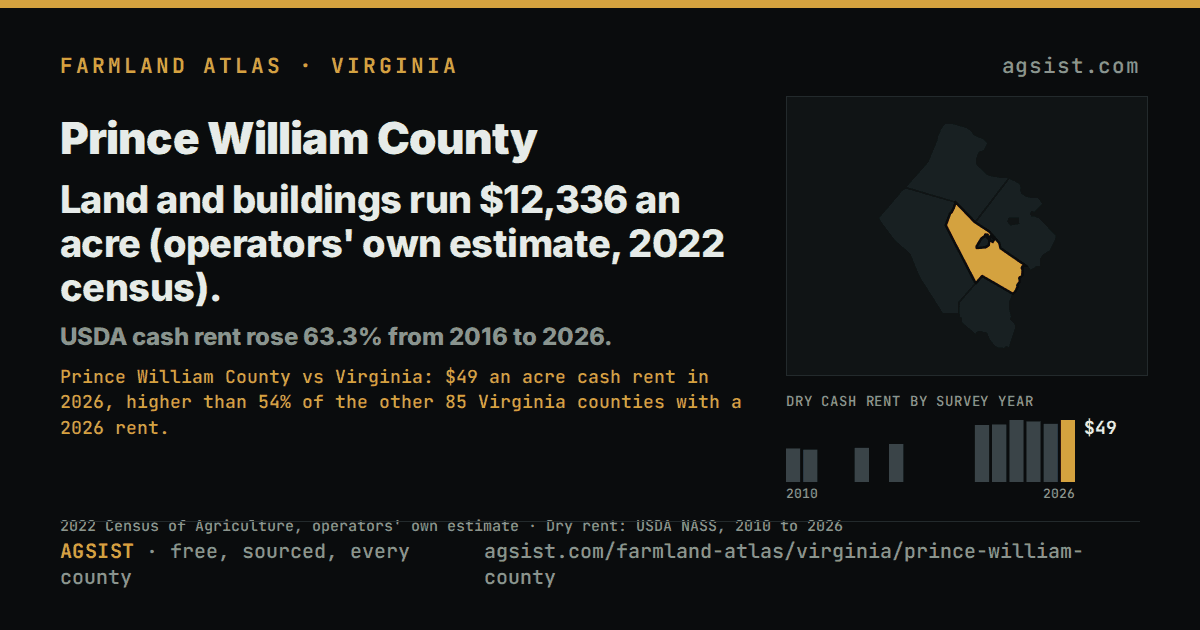 FARMLAND ATLAS · VIRGINIA
agsist.com
Prince William County
Land and buildings run $12,336 an
acre (operators' own estimate, 2022
census).
USDA cash rent rose 63.3% from 2016 to 2026.
Prince William County vs Virginia: $49 an acre cash rent in
2026, higher than 54% of the other 85 Virginia counties with a
2026 rent.
DRY CASH RENT BY SURVEY YEAR
$49
2010
2026
2022 Census of Agriculture, operators' own estimate · Dry rent: USDA NASS, 2010 to 2026
AGSIST · free, sourced, every
county
agsist.com/farmland-atlas/virginia/prince-william-
county